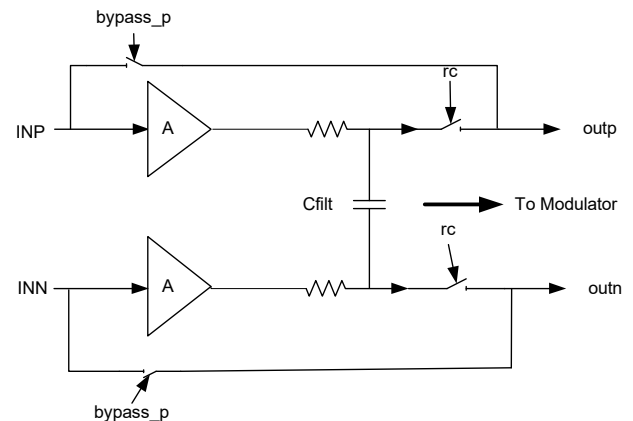 bypass_p
rc
INP
A
outp
Cfilt
To Modulator
rc
INN
A
outn
bypass_p